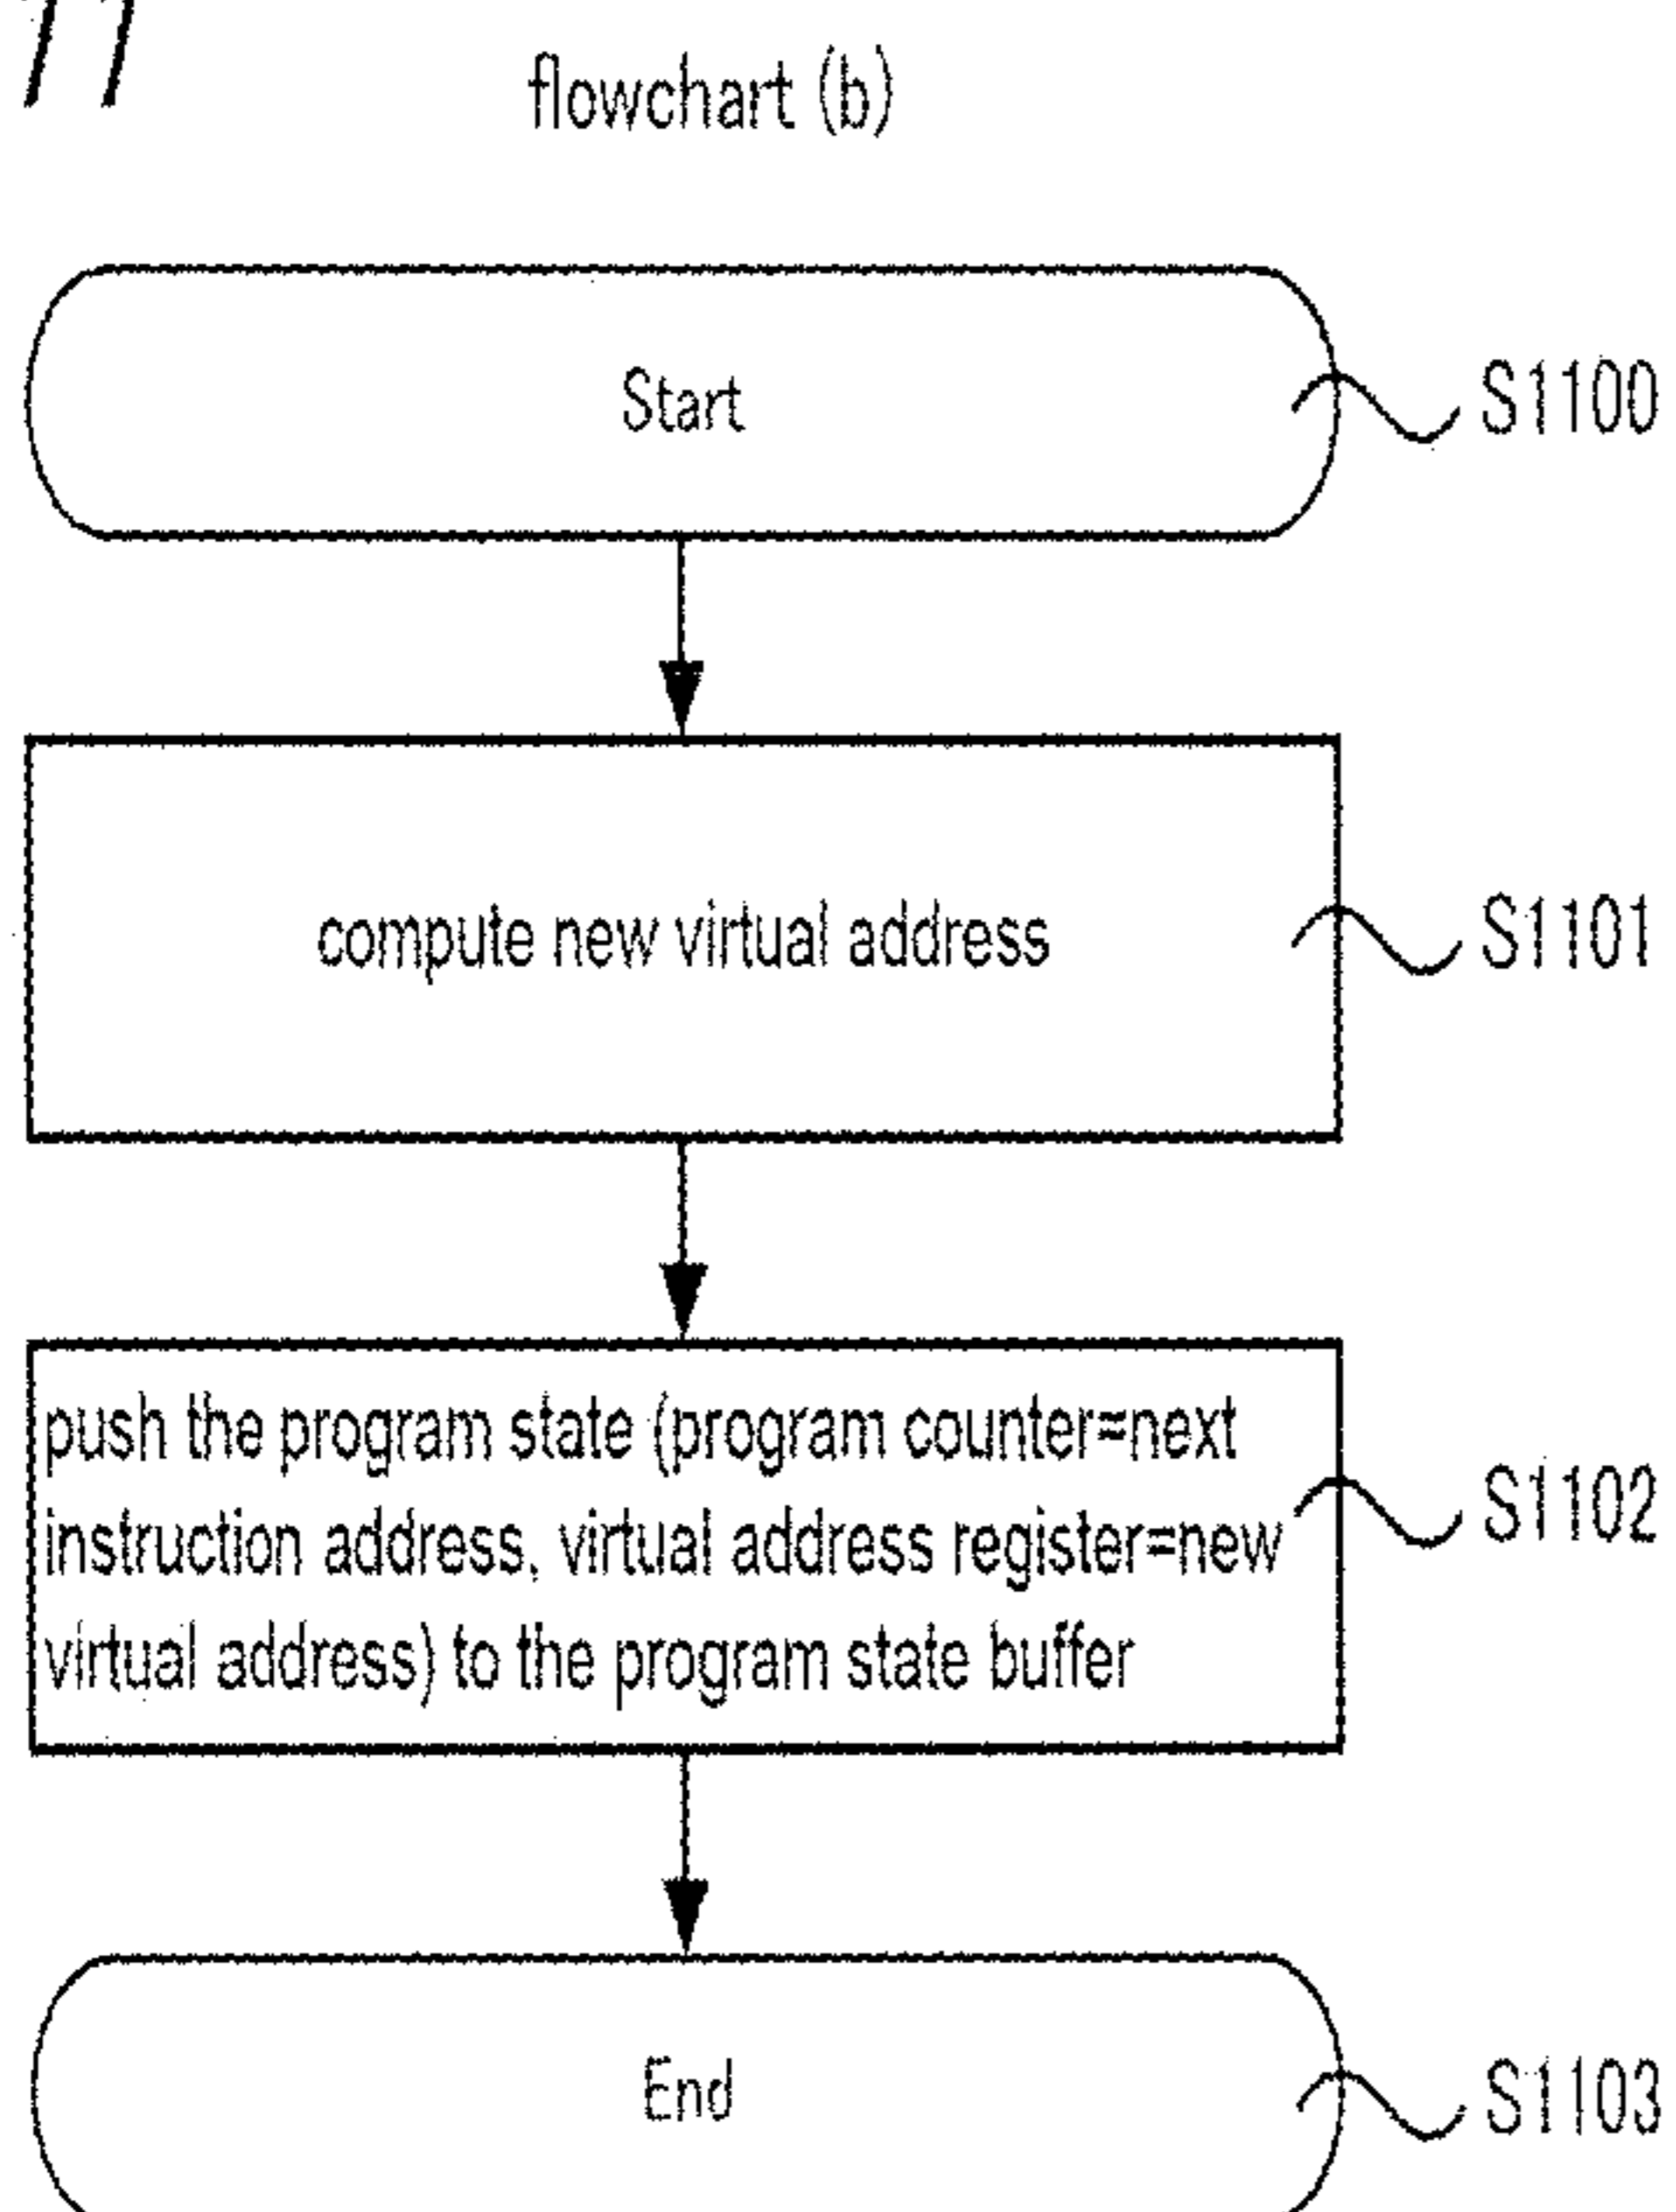 flowchart (b)
Start
S1100
compute new virtual address
S1101
push the program state (program counter=next
instruction address, virtual address register=new
virtual address) to the program state buffer
S1102
End
S1103